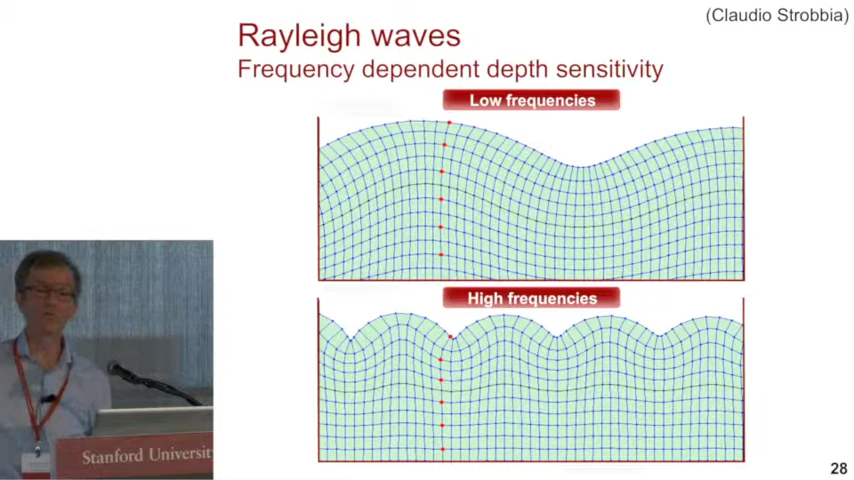 (Claudio Strobbia)
Rayleigh waves
Frequency dependent depth sensitivity
Low frequencies
High frequencies
Stanford University
28